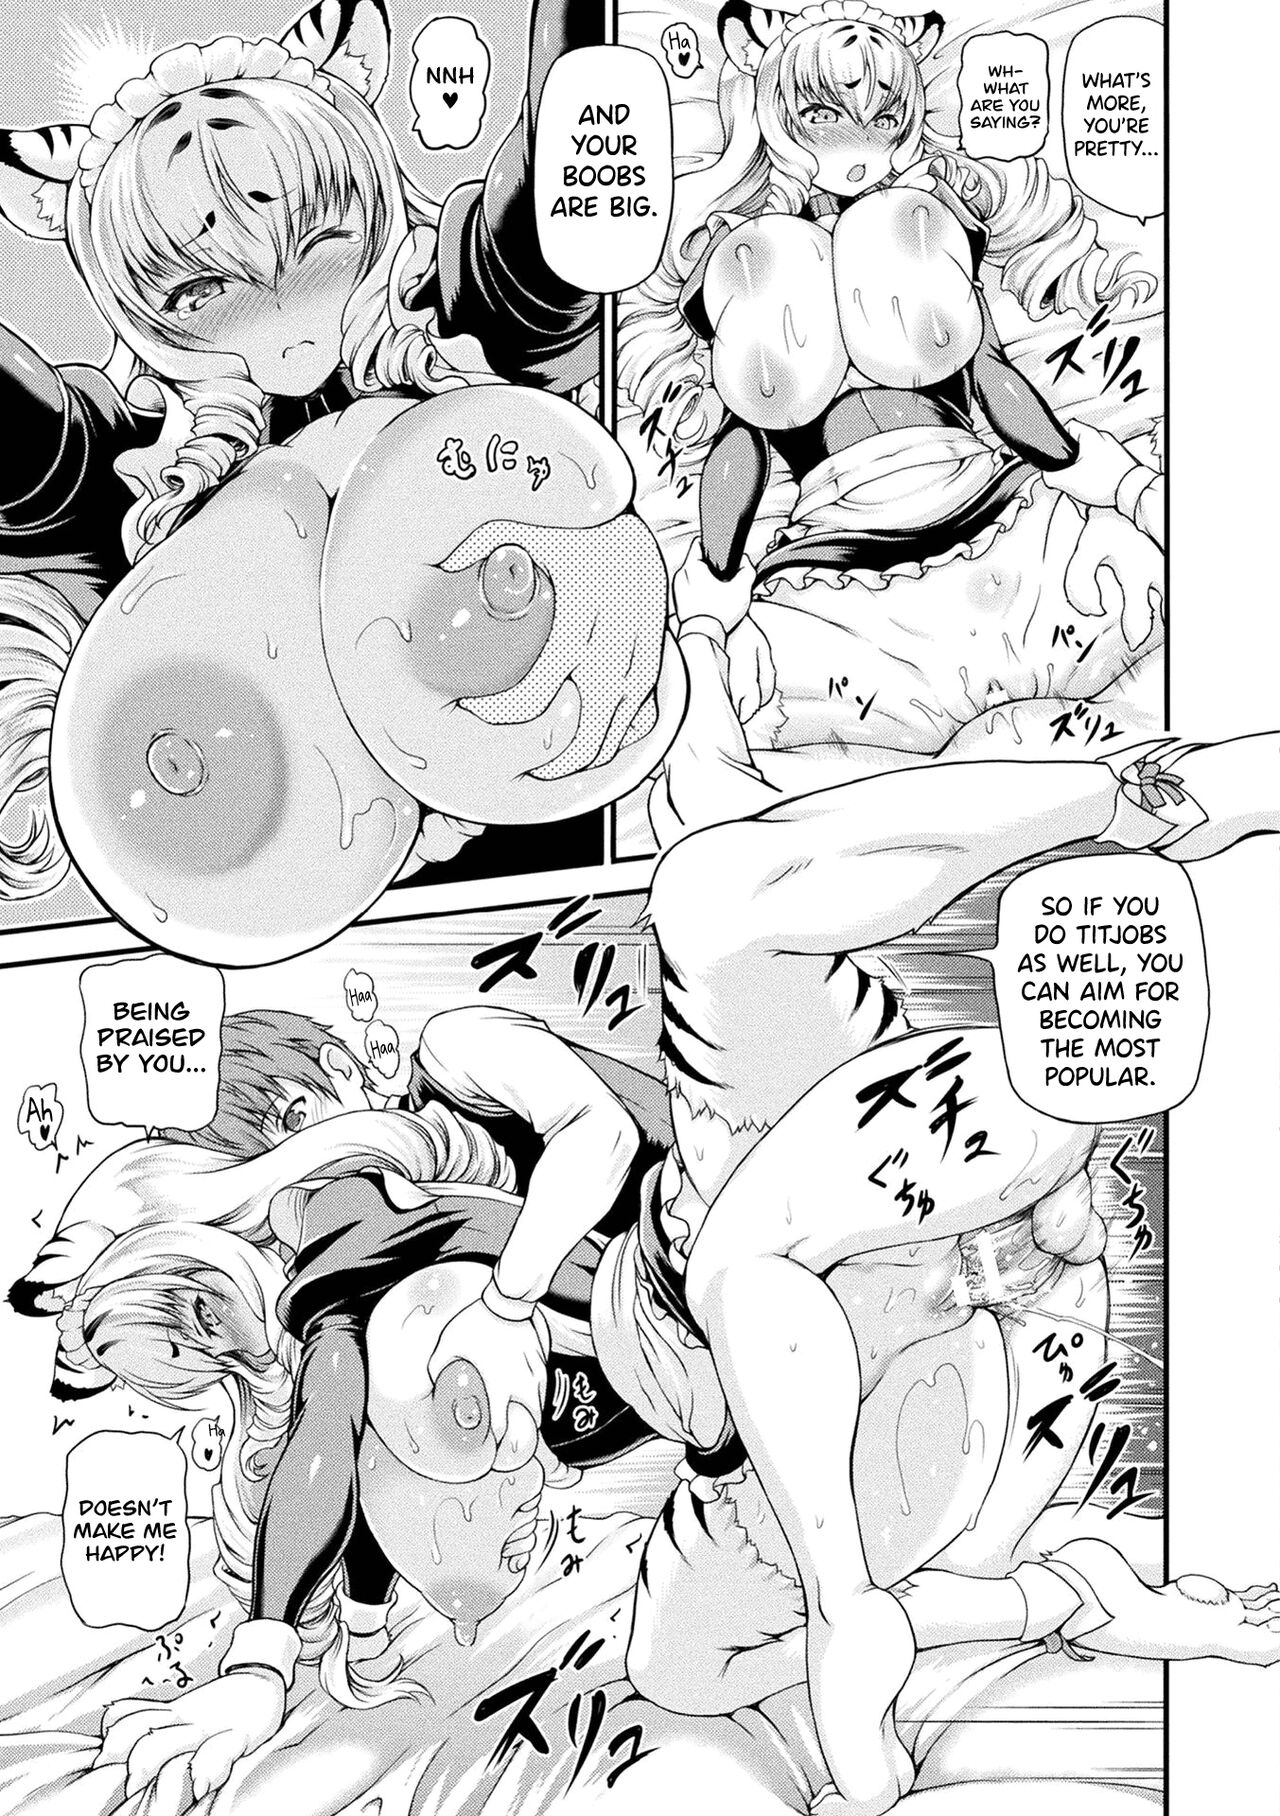 WHAT'S
MORE,
YOU'RE
PRETTY...
WH-
WHAT
ARE YOU
SAYING?
Ha
♥
ズリュ
ズリュ
パン
パン
ズリュ
AND
YOUR
BOOBS
ARE BIG.
NNH
♥
むにゅ
SO IF YOU
DO TITJOBS
AS WELL, YOU
CAN AIM FOR
BECOMING
THE MOST
POPULAR.
ズリュ
ズチュ
ぐちゅ
ぐちゅ
ぴゅ
ズリュ
Haa
Haa
BEING
PRAISED
BY YOU...
Ah
♥
もみ
もみ
Ha
♥
DOESN'T
MAKE ME
HAPPY!
ぷる
ズリュ